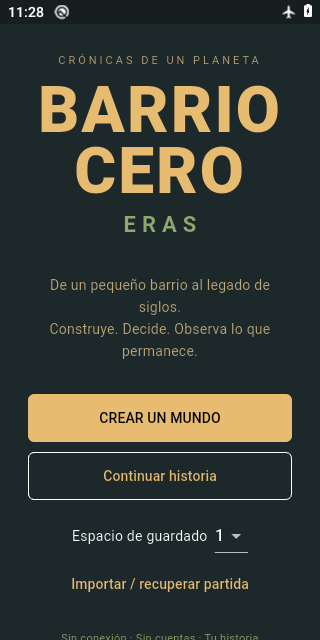 11:28
CRÓNICAS DE UN PLANETA
BARRIO
CERO
ERAS
De un pequeño barrio al legado de
siglos.
Construye. Decide. Observa lo que
permanece.
CREAR UN MUNDO
Continuar historia
Espacio de guardado 1
Importar / recuperar partida
Sin conexión · Sin cuentas · Tu historia